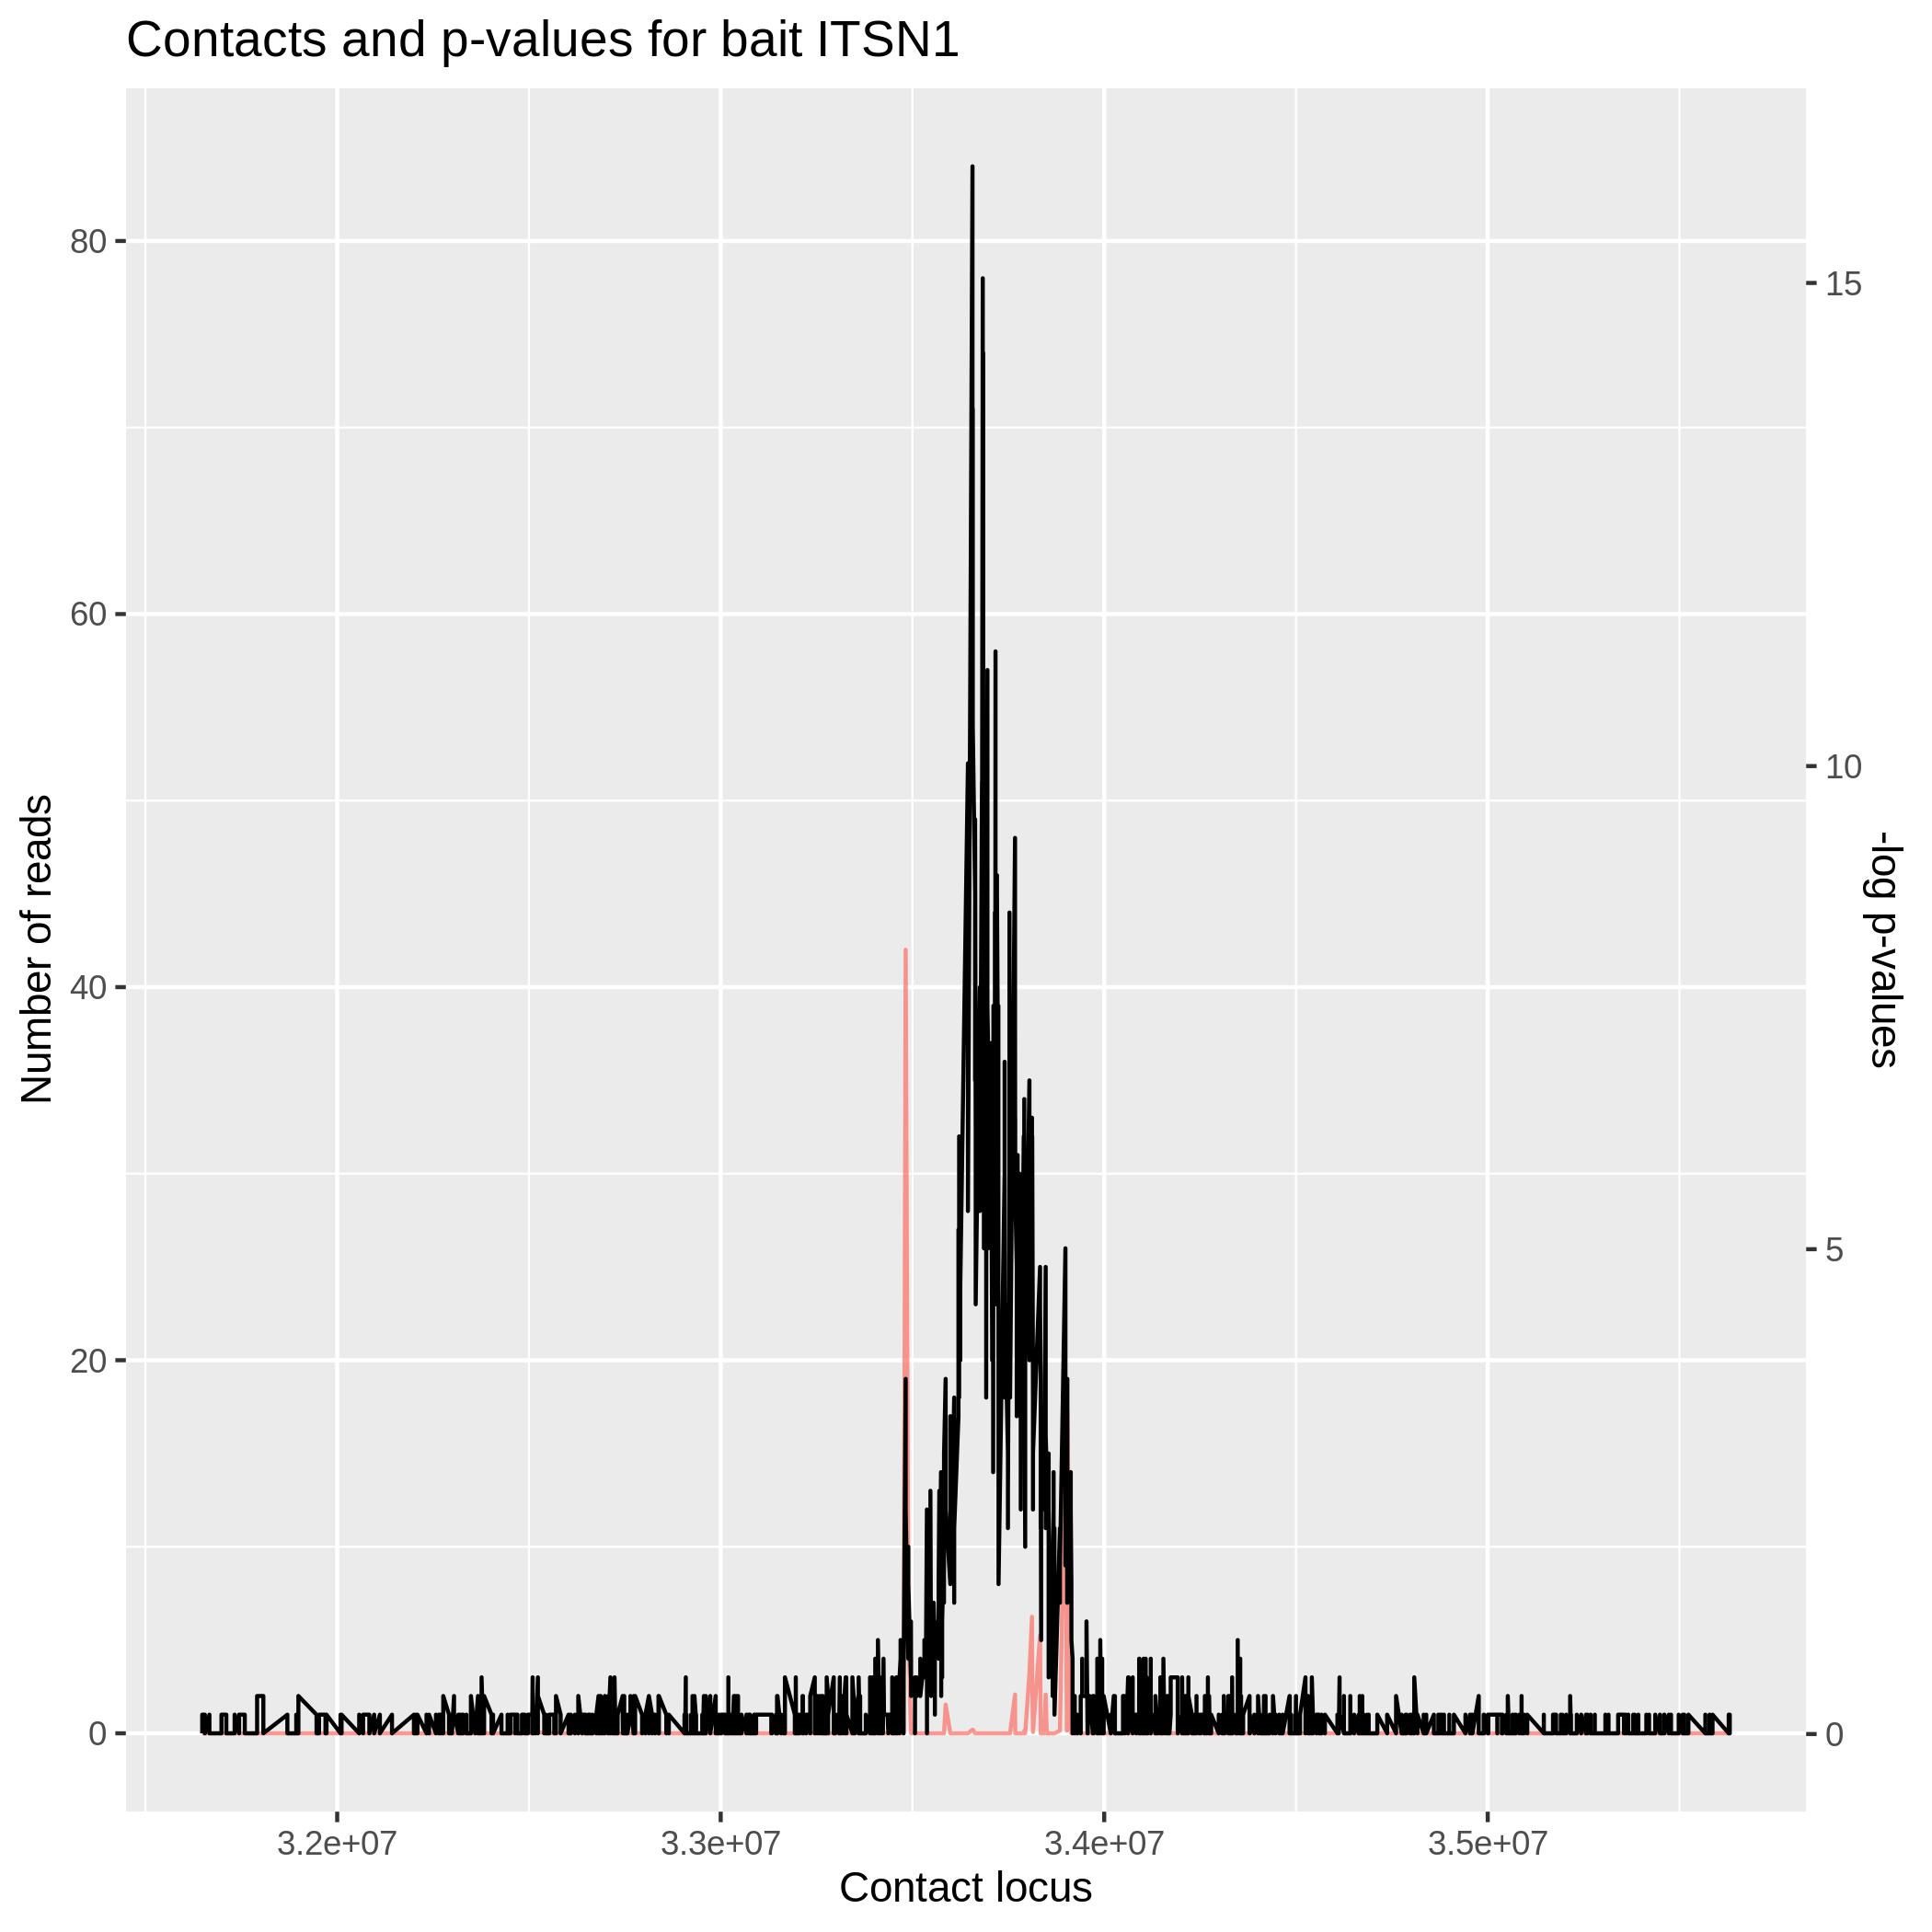 Contacts and p-values for bait ITSN1
80
60
40
20
0
15
10
5
0
Number of reads
-log p-values
3.2e+07
3.3e+07
3.4e+07
3.5e+07
Contact locus